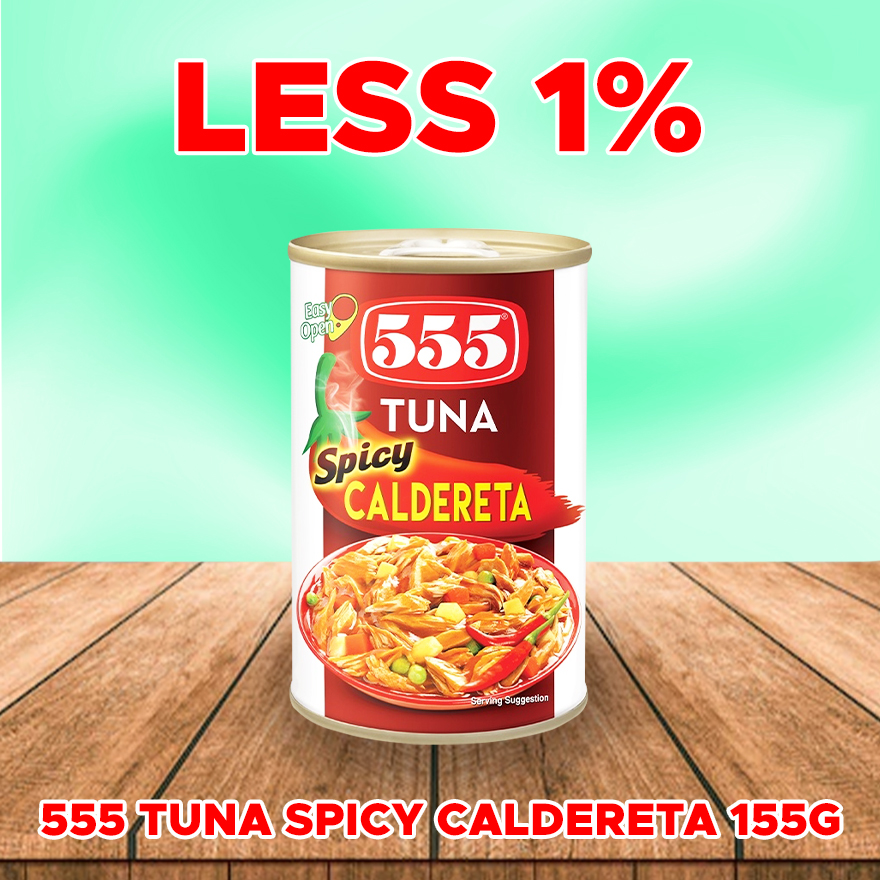 LESS 1%
Easy
Open
555®
TUNA
Spicy
CALDERETA
Serving Suggestion
555 TUNA SPICY CALDERETA 155G